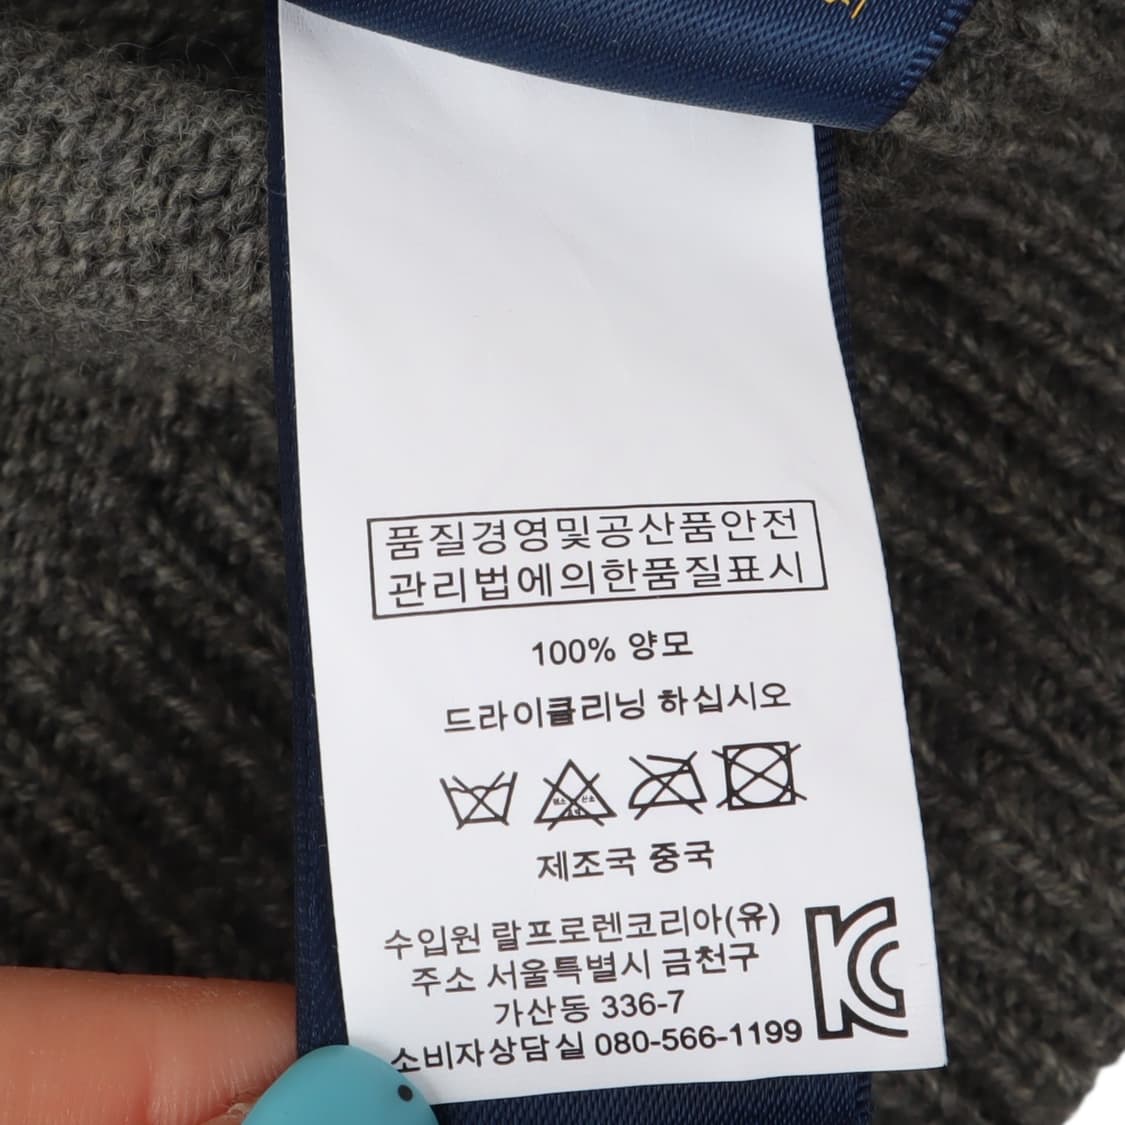 품질경영및공산품안전
관리법에의한품질표시
100% 양모
드라이클리닝 하십시오
제조국 중국
수입원 랄프로렌코리아(유)
주소 서울특별시 금천구
가산동 336-7
소비자상담실 080-566-1199